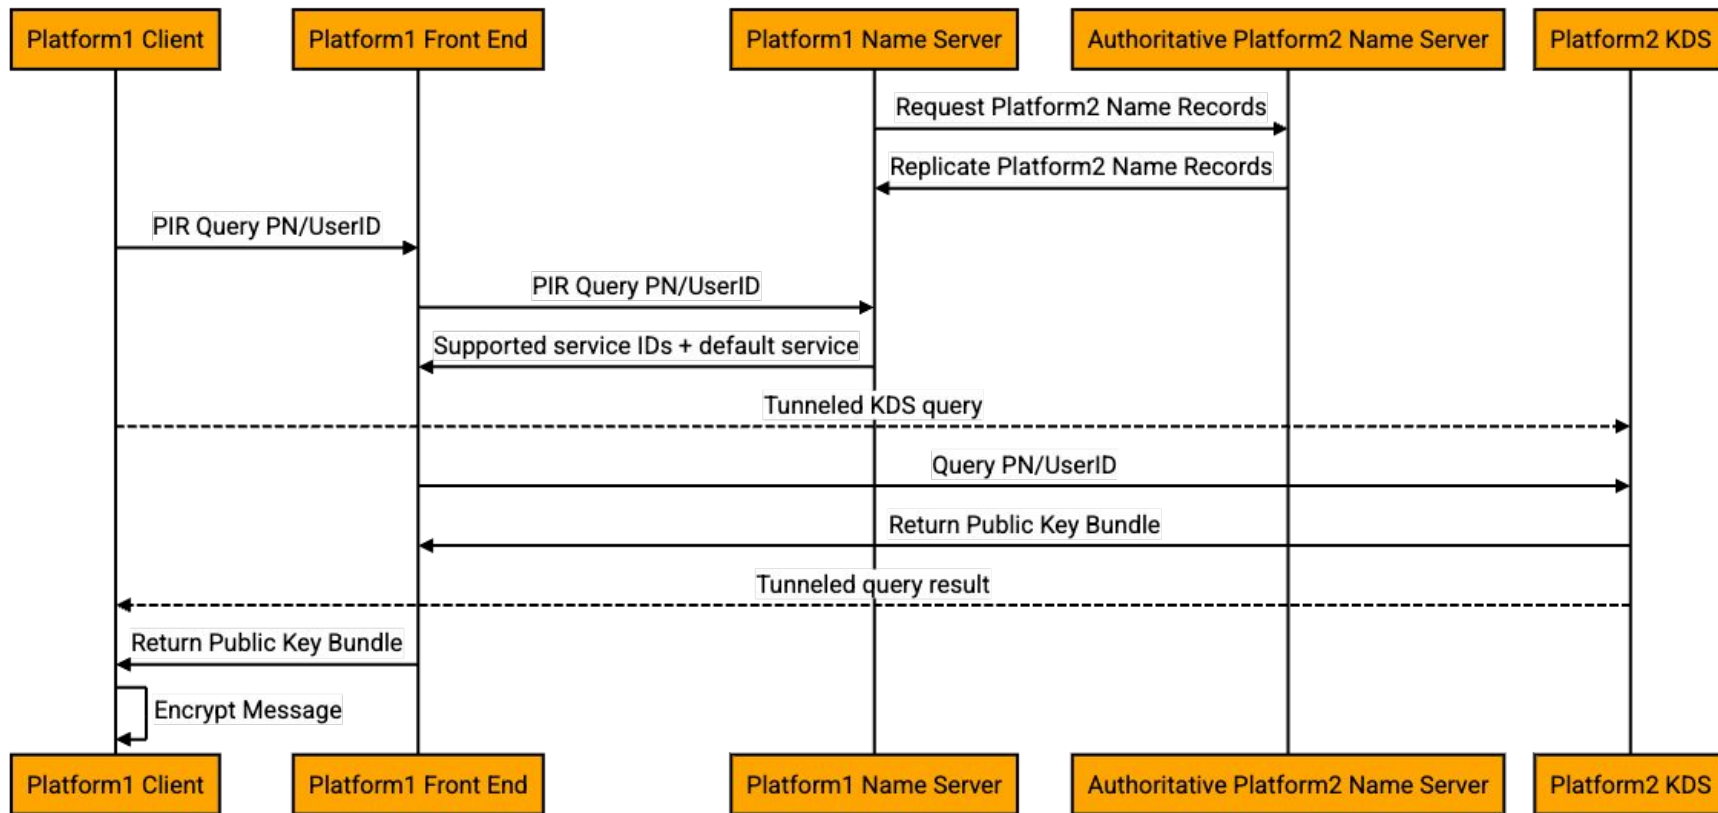 Platform1 Client
Platform1 Front End
Platform1 Name Server
Authoritative Platform2 Name Server
Platform2 KDS
Request Platform2 Name Records
Replicate Platform2 Name Records
PIR Query PN/UserID
PIR Query PN/UserID
Supported service IDs + default service
Tunneled KDS query
Query PN/UserID
Return Public Key Bundle
Tunneled query result
Return Public Key Bundle
Encrypt Message
Platform1 Client
Platform1 Front End
Platform1 Name Server
Authoritative Platform2 Name Server
Platform2 KDS